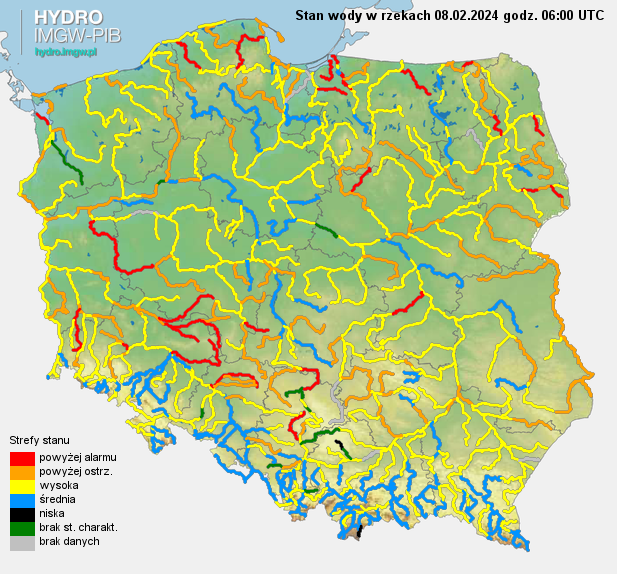 Stan wody w rzekach 08.02.2024 godz. 06:00 UTC
HYDRO
IMGW-PIB
hydro.imgw.pl
Strefy stanu
powyżej alarmu
powyżej ostrz.
wysoka
średnia
niska
brak st. charakt.
brak danych